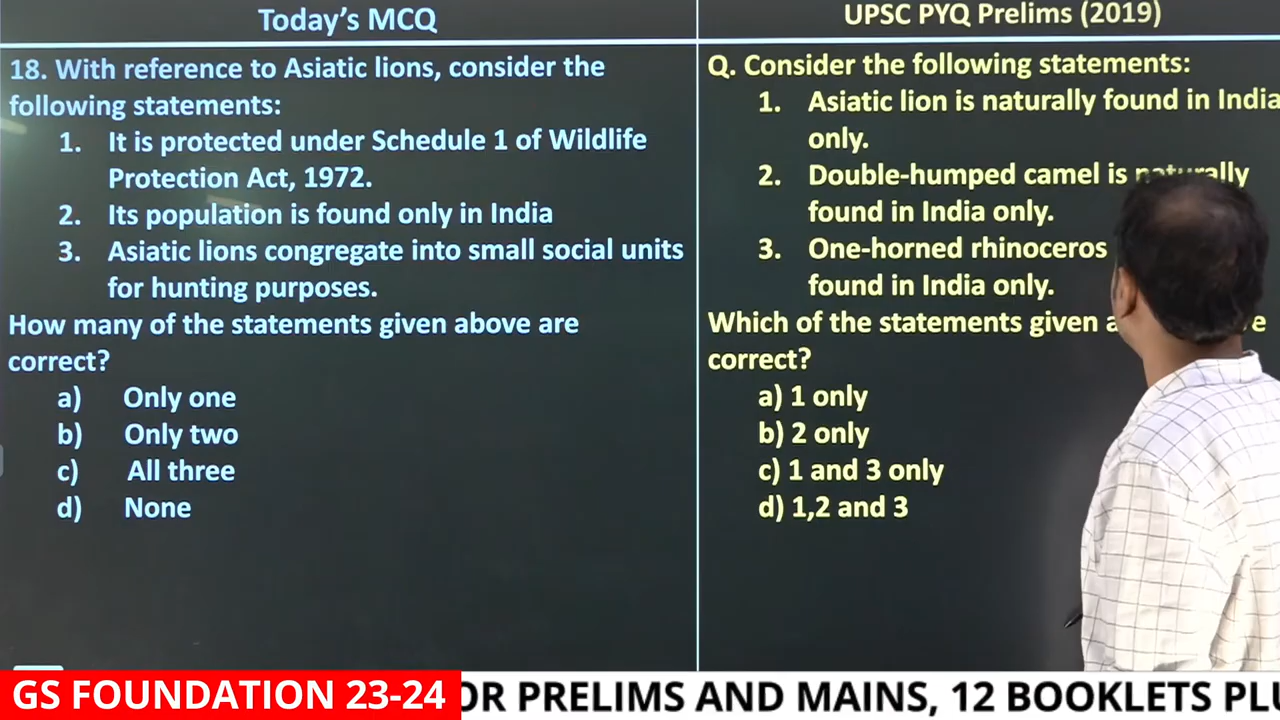 Today's MCQ
18. With reference to Asiatic lions, consider the
following statements:
1. It is protected under Schedule 1 of Wildlife
Protection Act, 1972.
2. Its population is found only in India
3. Asiatic lions congregate into small social units
for hunting purposes.
How many of the statements given above are
correct?
a) Only one
b) Only two
c) All three
d) None
UPSC PYQ Prelims (2019)
Q. Consider the following statements:
1. Asiatic lion is naturally found in India
only.
2. Double-humped camel is naturally
found in India only.
3. One-horned rhinoceros
found in India only.
Which of the statements given
correct?
a) 1 only
b) 2 only
c) 1 and 3 only
d) 1,2 and 3
GS FOUNDATION 23-24 OR PRELIMS AND MAINS, 12 BOOKLETS PLU